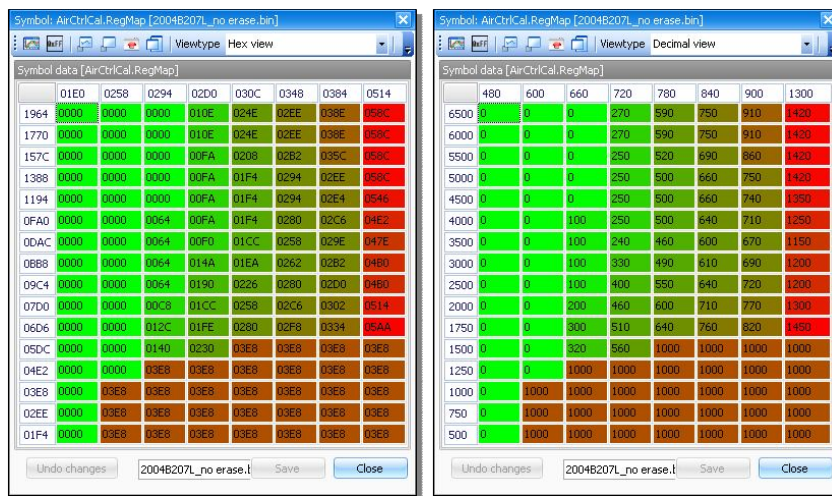 Symbol: AirCtrlCal.RegMap [2004B207L_no erase.bin]
0xFF Viewtype Hex view
Symbol data [AirCtrlCal.RegMap]
01E0 0258 0294 02D0 030C 0348 0384 0514
1964 0000 0000 0000 010E 024E 02EE 038E 058C
1770 0000 0000 0000 010E 024E 02EE 038E 058C
157C 0000 0000 0000 00FA 0208 02B2 035C 058C
1388 0000 0000 0000 00FA 01F4 0294 02EE 058C
1194 0000 0000 0000 00FA 01F4 0294 02E4 0546
0FA0 0000 0000 0064 00FA 01F4 0280 02C6 04E2
0DAC 0000 0000 0064 00F0 01CC 0258 029E 047E
0BB8 0000 0000 0064 014A 01EA 0262 02B2 04B0
09C4 0000 0000 0064 0190 0226 0280 02D0 04B0
07D0 0000 0000 00C8 01CC 0258 02C6 0302 0514
06D6 0000 0000 012C 01FE 0280 02F8 0334 05AA
05DC 0000 0000 0140 0230 03E8 03E8 03E8 03E8
04E2 0000 0000 03E8 03E8 03E8 03E8 03E8 03E8
03E8 0000 03E8 03E8 03E8 03E8 03E8 03E8 03E8
02EE 0000 03E8 03E8 03E8 03E8 03E8 03E8 03E8
01F4 0000 03E8 03E8 03E8 03E8 03E8 03E8 03E8
Undo changes 2004B207L_no erase.b Save Close
Symbol: AirCtrlCal.RegMap [2004B207L_no erase.bin]
0xFF Viewtype Decimal view
Symbol data [AirCtrlCal.RegMap]
480 600 660 720 780 840 900 1300
6500 0 0 0 270 590 750 910 1420
6000 0 0 0 270 590 750 910 1420
5500 0 0 0 250 520 690 860 1420
5000 0 0 0 250 500 660 750 1420
4500 0 0 0 250 500 660 740 1350
4000 0 0 100 250 500 640 710 1250
3500 0 0 100 240 460 600 670 1150
3000 0 0 100 330 490 610 690 1200
2500 0 0 100 400 550 640 720 1200
2000 0 0 200 460 600 710 770 1300
1750 0 0 300 510 640 760 820 1450
1500 0 0 320 560 1000 1000 1000 1000
1250 0 0 1000 1000 1000 1000 1000 1000
1000 0 1000 1000 1000 1000 1000 1000 1000
750 0 1000 1000 1000 1000 1000 1000 1000
500 0 1000 1000 1000 1000 1000 1000 1000
Undo changes 2004B207L_no erase.b Save Close